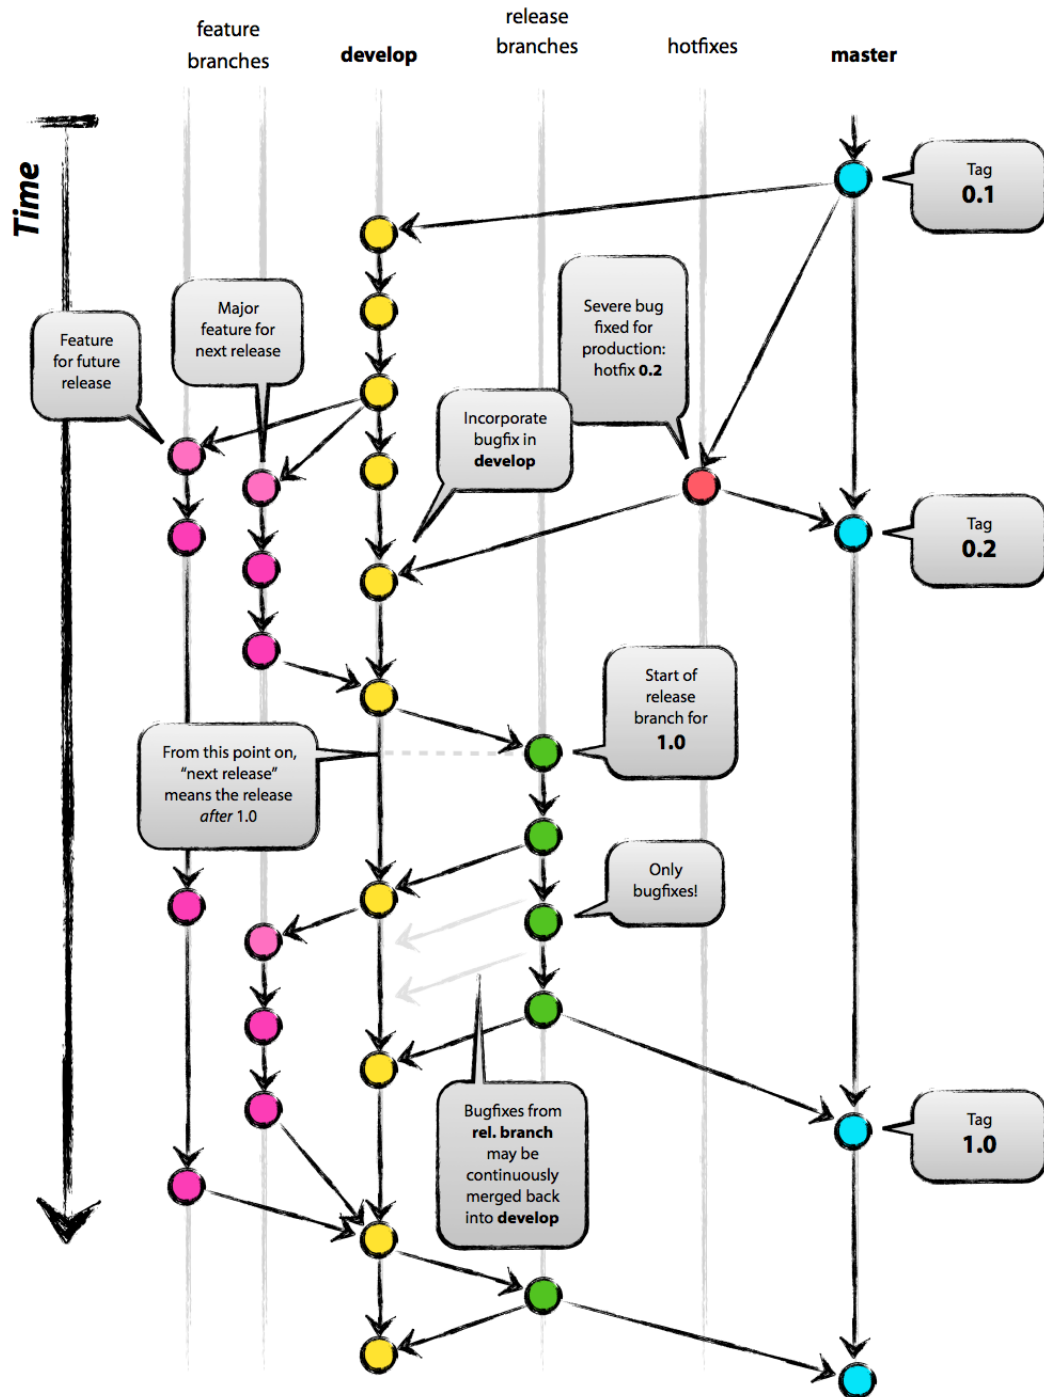 feature
branches
develop
release
branches
hotfixes
master
Time
Tag
0.1
Major
feature for
next release
Feature
for future
release
Severe bug
fixed for
production:
hotfix 0.2
Incorporate
bugfix in
develop
Tag
0.2
Start of
release
branch for
1.0
From this point on,
“next release”
means the release
after 1.0
Only
bugfixes!
Bugfixes from
rel. branch
may be
continuously
merged back
into develop
Tag
1.0